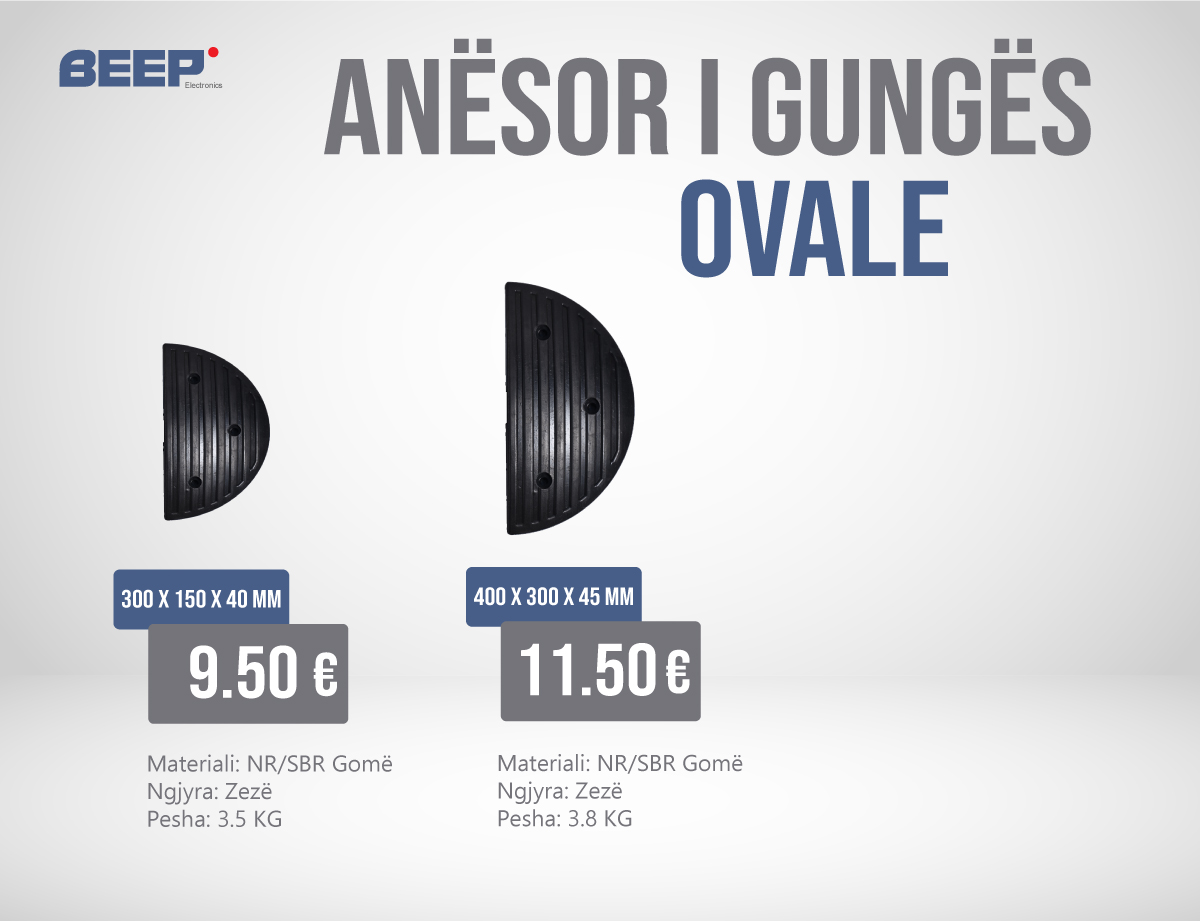 BEEP
Electronics
ANËSOR I GUNGËS
OVALE
300 X 150 X 40 MM
9.50 €
Materiali: NR/SBR Gomë
Ngjyra: Zezë
Pesha: 3.5 KG
400 X 300 X 45 MM
11.50 €
Materiali: NR/SBR Gomë
Ngjyra: Zezë
Pesha: 3.8 KG